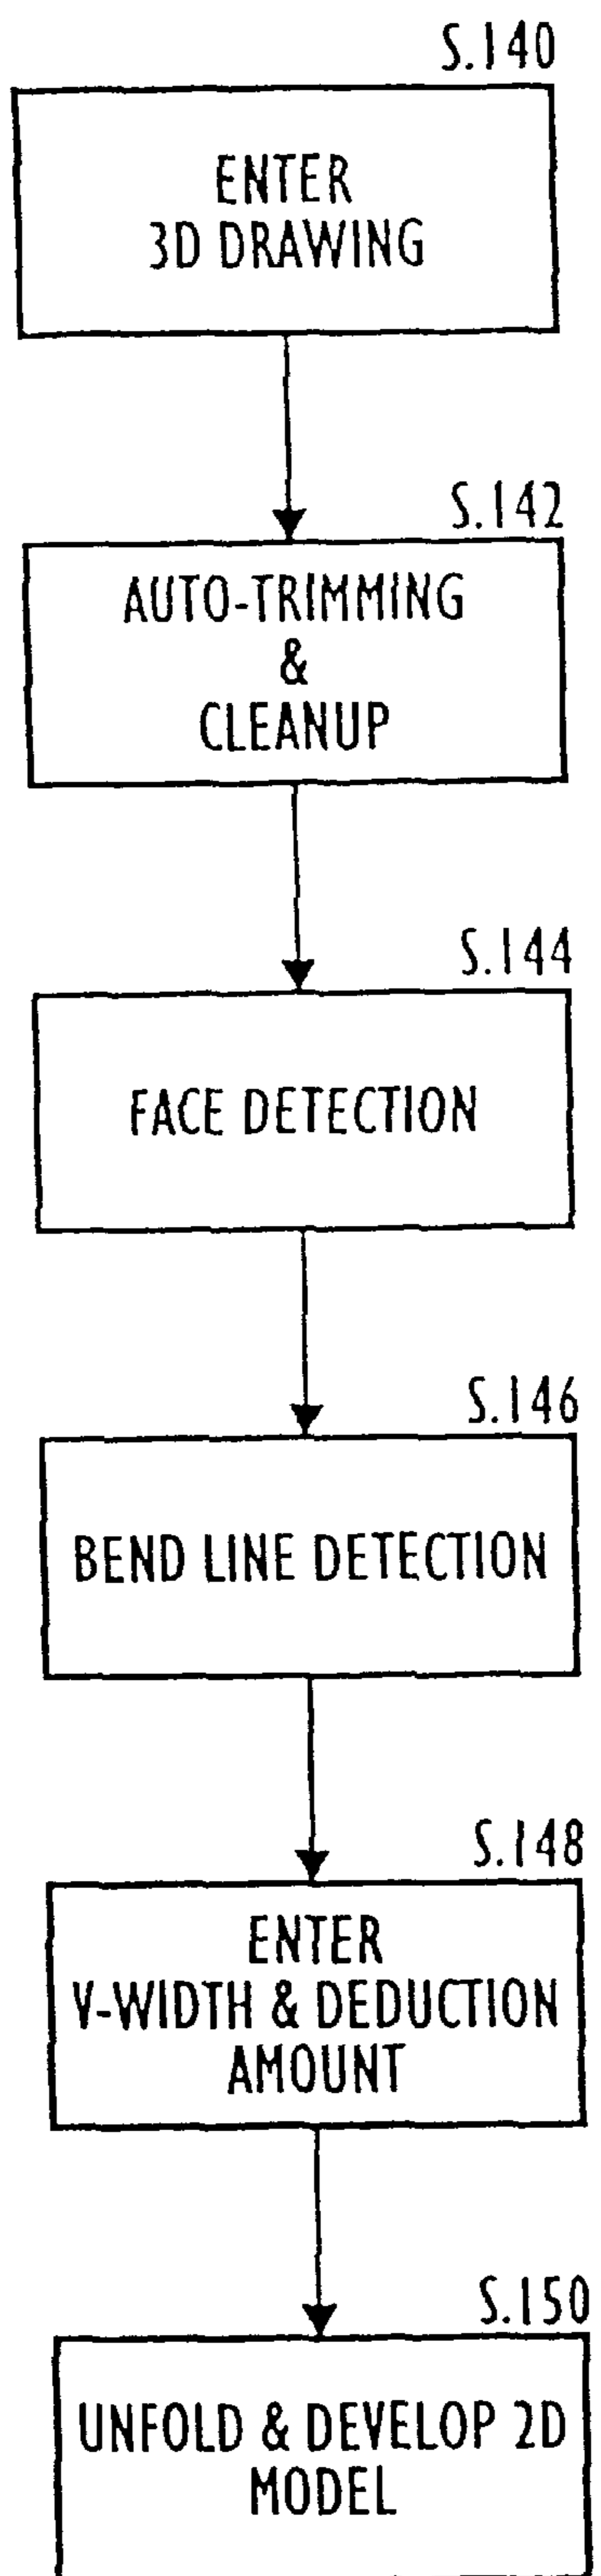 S.140
ENTER
3D DRAWING
S.142
AUTO-TRIMMING
&
CLEANUP
S.144
FACE DETECTION
S.146
BEND LINE DETECTION
S.148
ENTER
V-WIDTH & DEDUCTION
AMOUNT
S.150
UNFOLD & DEVELOP 2D
MODEL